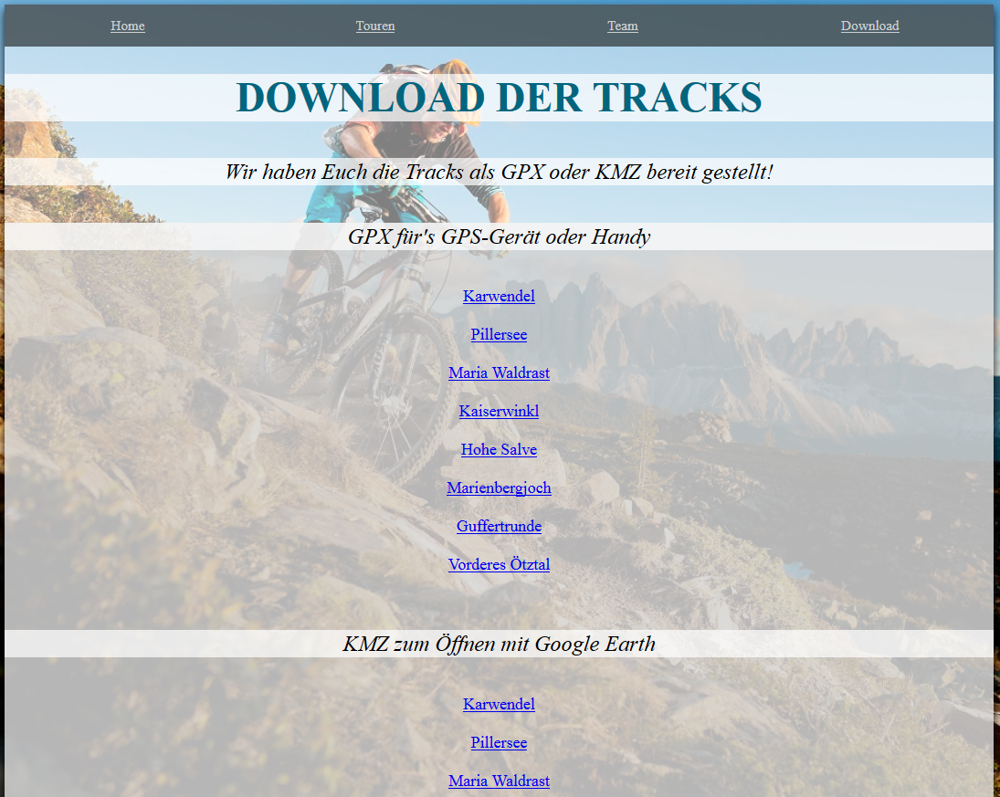 Home Touren Team Download
DOWNLOAD DER TRACKS
Wir haben Euch die Tracks als GPX oder KMZ bereit gestellt!
GPX für's GPS-Gerät oder Handy
Karwendel
Pillersee
Maria Waldrast
Kaiserwinkl
Hohe Salve
Marienbergjoch
Guffertrunde
Vorderes Ötztal
KMZ zum Öffnen mit Google Earth
Karwendel
Pillersee
Maria Waldrast